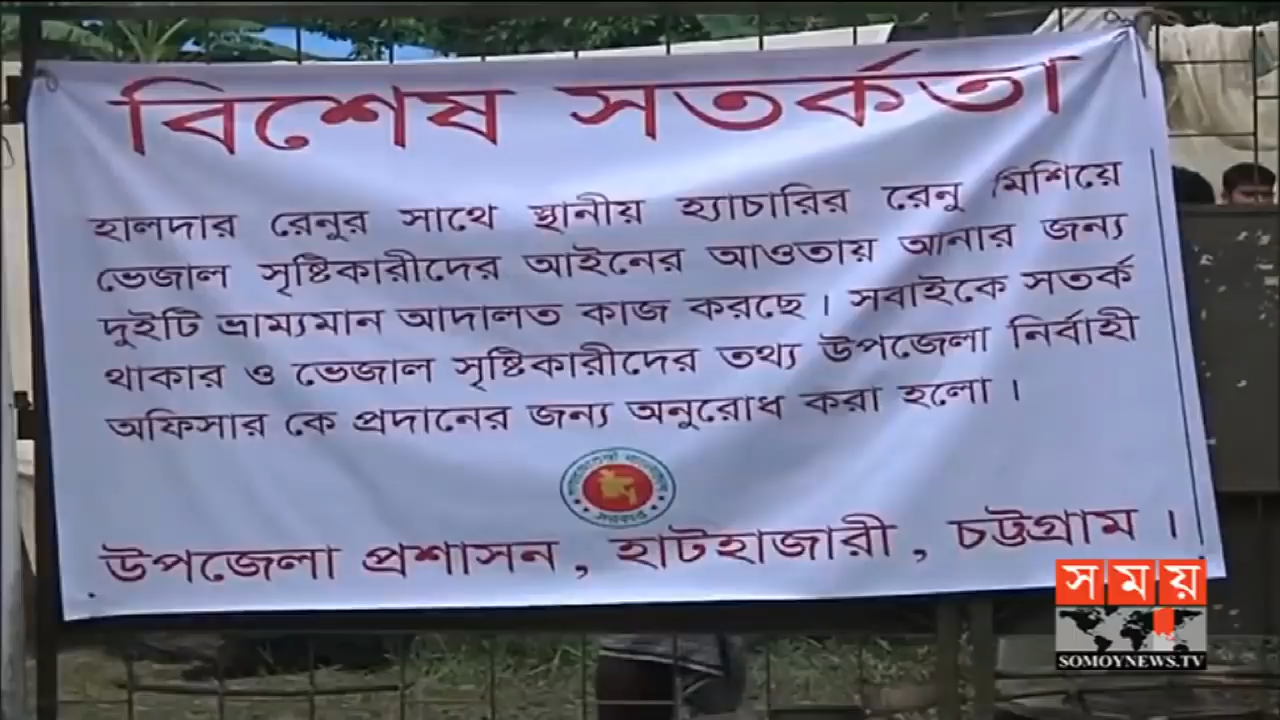 বিশেষ সতর্কতা
হালদার রেনুর সাথে স্থানীয় হ্যাচারির রেনু মিশিয়ে
ভেজাল সৃষ্টিকারীদের আইনের আওতায় আনার জন্য
দুইটি ভ্রাম্যমান আদালত কাজ করছে । সবাইকে সতর্ক
থাকার ও ভেজাল সৃষ্টিকারীদের তথ্য উপজেলা নির্বাহী
অফিসার কে প্রদানের জন্য অনুরোধ করা হলো ।
উপজেলা প্রশাসন , হাটহাজারী , চট্টগ্রাম ।
সময়
SOMOYNEWS.TV